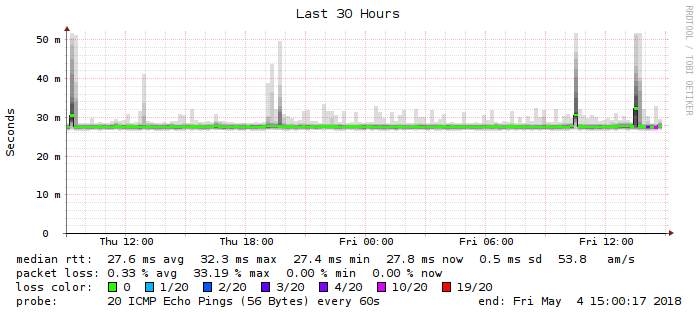 Last 30 Hours
RRDTOOL / TOBI OETIKER
Seconds
50 m
40 m
30 m
20 m
10 m
0
Thu 12:00 Thu 18:00 Fri 00:00 Fri 06:00 Fri 12:00
median rtt: 27.6 ms avg 32.3 ms max 27.4 ms min 27.8 ms now 0.5 ms sd 53.8 am/s
packet loss: 0.33 % avg 33.19 % max 0.00 % min 0.00 % now
loss color: 0 1/20 2/20 3/20 4/20 10/20 19/20
probe: 20 ICMP Echo Pings (56 Bytes) every 60s end: Fri May 4 15:00:17 2018